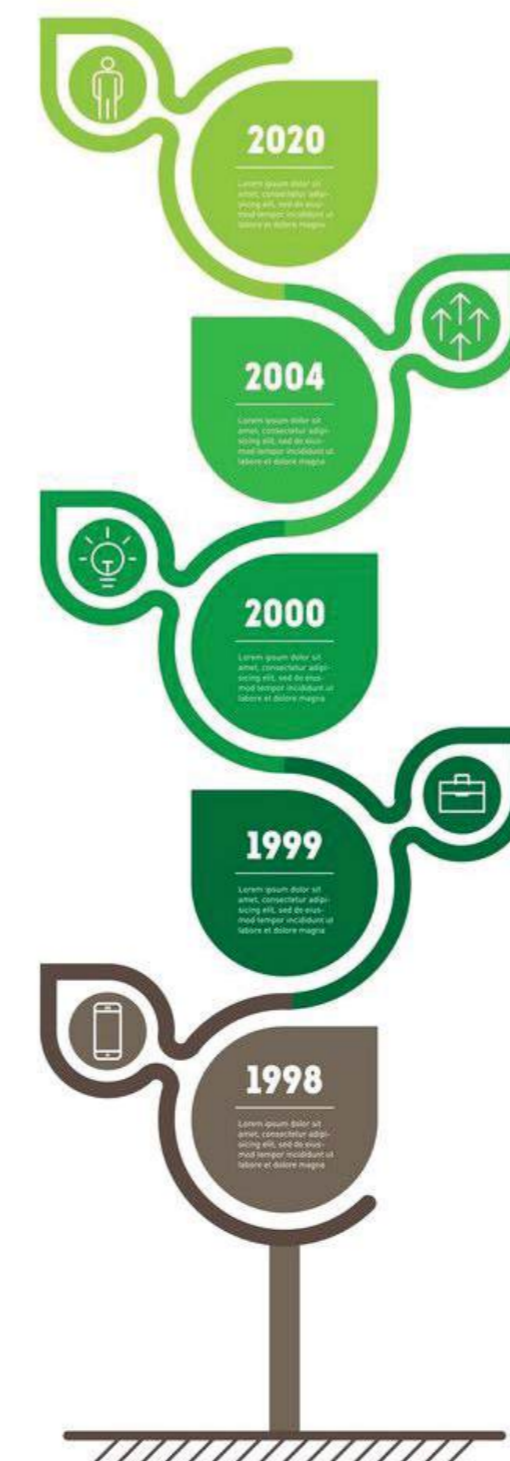 2020
Lorem ipsum dolor sit
amet, consectetur adipi-
sicing elit, sed do eius-
mod tempor incididunt ut
labore et dolore magna
2004
Lorem ipsum dolor sit
amet, consectetur adipi-
sicing elit, sed do eius-
mod tempor incididunt ut
labore et dolore magna
2000
Lorem ipsum dolor sit
amet, consectetur adipi-
sicing elit, sed do eius-
mod tempor incididunt ut
labore et dolore magna
1999
Lorem ipsum dolor sit
amet, consectetur adipi-
sicing elit, sed do eius-
mod tempor incididunt ut
labore et dolore magna
1998
Lorem ipsum dolor sit
amet, consectetur adipi-
sicing elit, sed do eius-
mod tempor incididunt ut
labore et dolore magna